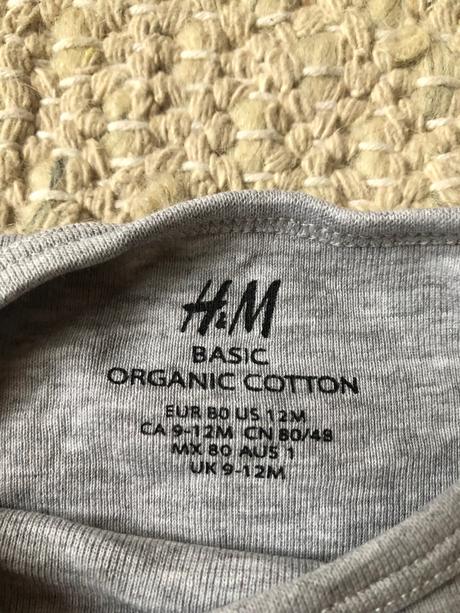 H&M
BASIC
ORGANIC COTTON
EUR 80 US 12M
CA 9-12M CN 80/48
MX 80 AUS 1
UK 9-12M